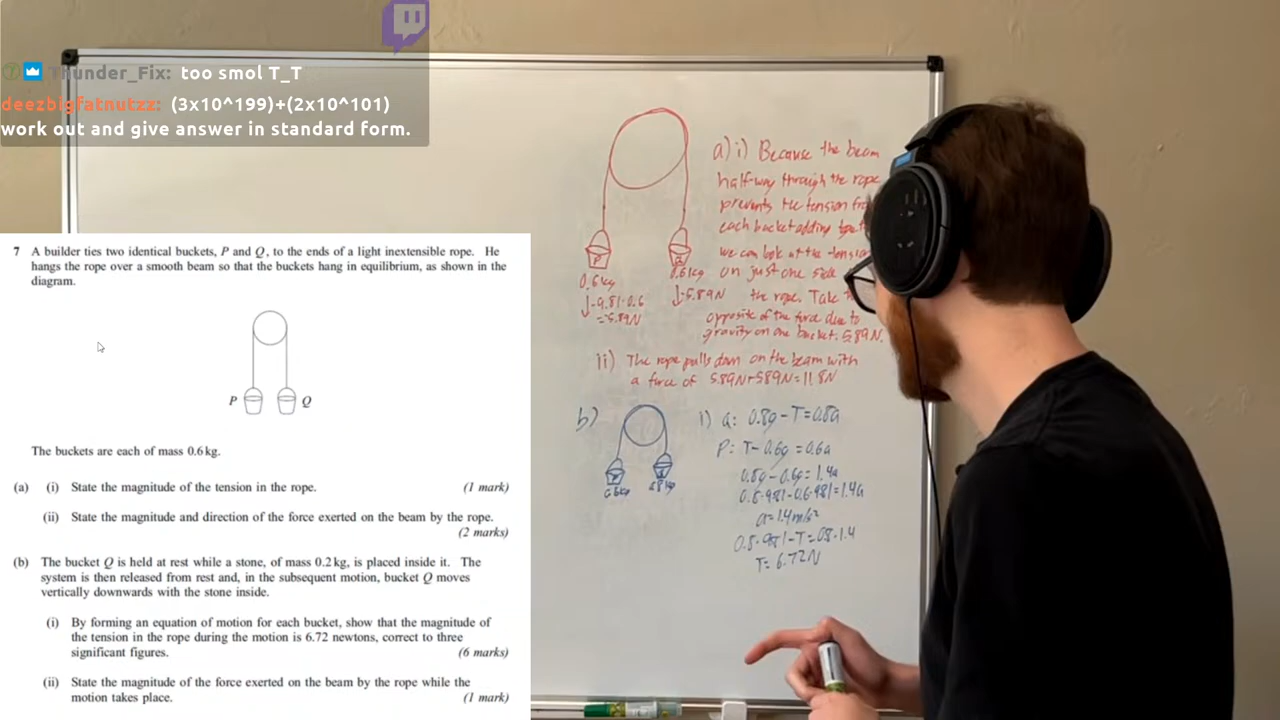 Thunder_Fix: too smol T_T
deezbigfatnutzz: (3x10^199)+(2x10^101)
work out and give answer in standard form.
7 A builder ties two identical buckets, P and Q, to the ends of a light inextensible rope. He
hangs the rope over a smooth beam so that the buckets hang in equilibrium, as shown in the
diagram.
P Q
The buckets are each of mass 0.6 kg.
(a) (i) State the magnitude of the tension in the rope. (1 mark)
(ii) State the magnitude and direction of the force exerted on the beam by the rope.
(2 marks)
(b) The bucket Q is held at rest while a stone, of mass 0.2 kg, is placed inside it. The
system is then released from rest and, in the subsequent motion, bucket Q moves
vertically downwards with the stone inside.
(i) By forming an equation of motion for each bucket, show that the magnitude of
the tension in the rope during the motion is 6.72 newtons, correct to three
significant figures. (6 marks)
(ii) State the magnitude of the force exerted on the beam by the rope while the
motion takes place. (1 mark)
P
0.6kg 0.6kg
↓-9.81·0.6 ↓-5.89N
=-5.89N
a) i) Because the beam
half-way through the rope
prevents the tension
each bucket adding
we can look at the
on just one side
the rope. Take
opposite of the force due to
gravity on one bucket. 5.89N.
ii) The rope pulls down on the beam with
a force of 5.89N+5.89N=11.8N
b) i) Q: 0.8g-T=0.8a
P: T-0.6g=0.6a
0.8g-0.6g=1.4a
0.8·9.81-0.6·9.81=1.4a
a=1.4m/s²
0.8·9.81-T=0.8·1.4
T=6.72N
0.6kg 0.8kg